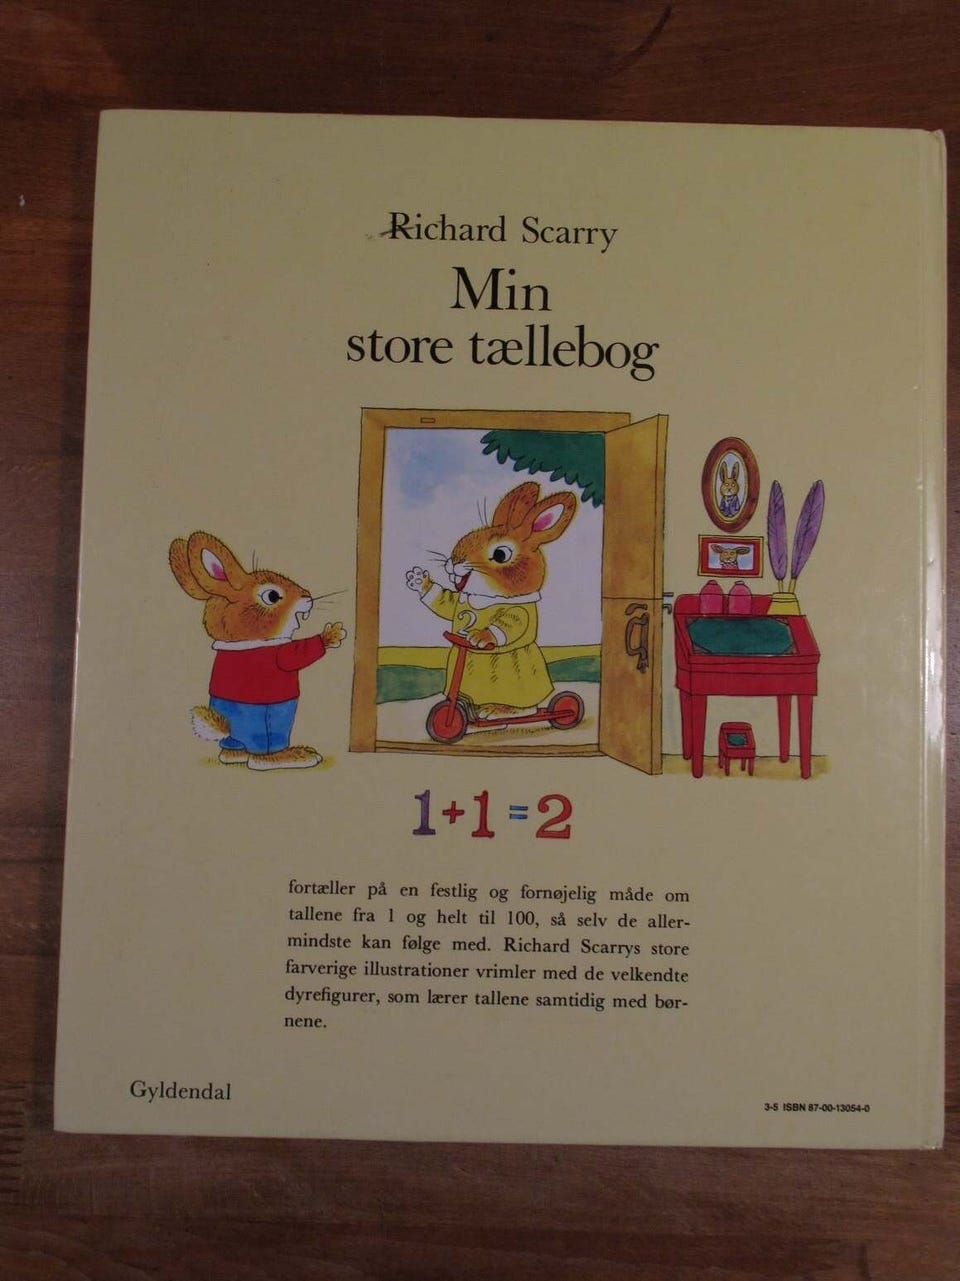 Richard Scarry
Min
store tællebog
2
1+1=2
fortæller på en festlig og fornøjelig måde om
tallene fra 1 og helt til 100, så selv de aller-
mindste kan følge med. Richard Scarrys store
farverige illustrationer vrimler med de velkendte
dyrefigurer, som lærer tallene samtidig med bør-
nene.
Gyldendal
3-5 ISBN 87-00-13054-0